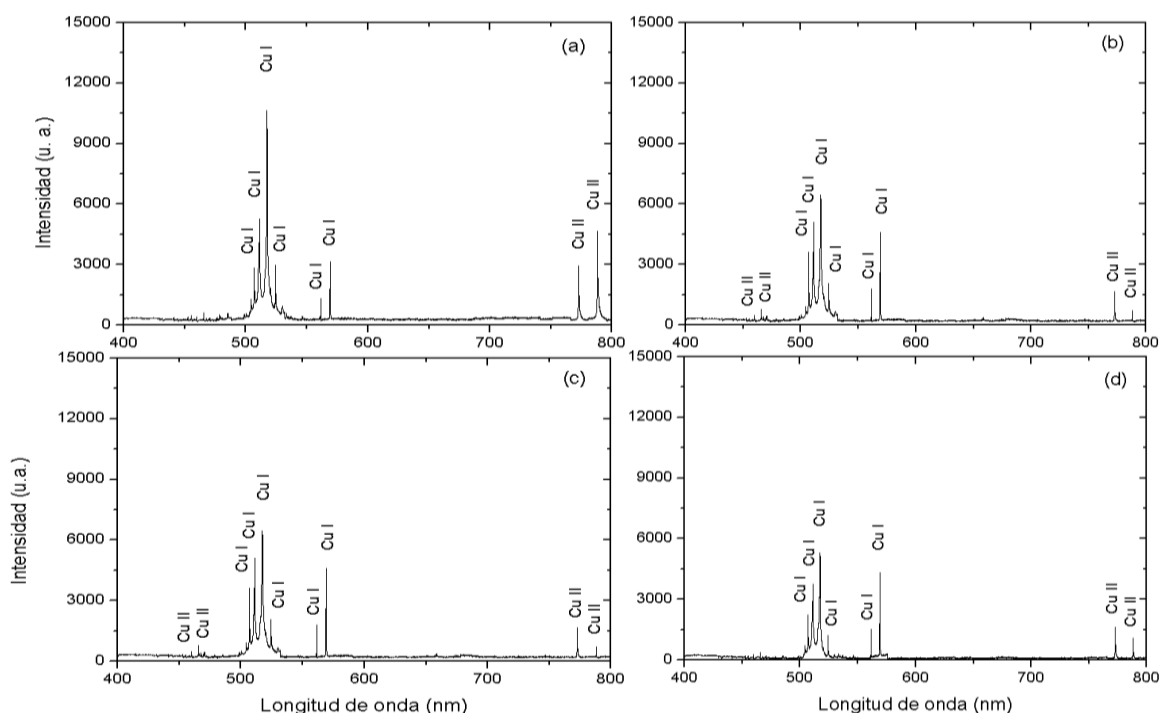 15000
12000
9000
6000
3000
0
Intensidad (u. a.)
(a)
Cu I
Cu I
Cu I
Cu I
Cu I
Cu I
Cu II
Cu II
400 500 600 700 800
15000
12000
9000
6000
3000
0
(b)
Cu II
Cu II
Cu I
Cu I
Cu I
Cu I
Cu I
Cu I
Cu II
Cu II
400 500 600 700 800
15000
12000
9000
6000
3000
0
Intensidad (u.a.)
(c)
Cu II
Cu II
Cu I
Cu I
Cu I
Cu I
Cu I
Cu I
Cu II
Cu II
400 500 600 700 800
Longitud de onda (nm)
15000
12000
9000
6000
3000
0
(d)
Cu I
Cu I
Cu I
Cu I
Cu I
Cu I
Cu II
Cu II
400 500 600 700 800
Longitud de onda (nm)